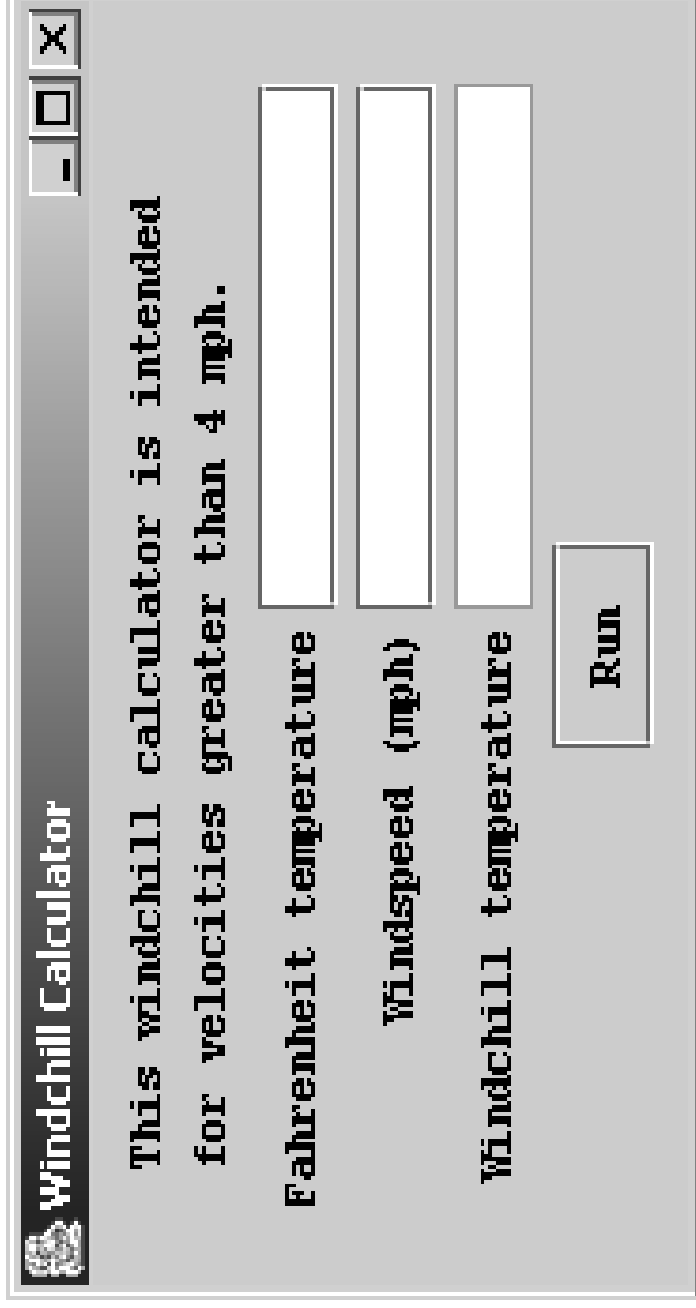 Windchill Calculator
This windchill calculator is intended
for velocities greater than 4 mph.
Fahrenheit temperature
Windspeed (mph)
Windchill temperature
Run